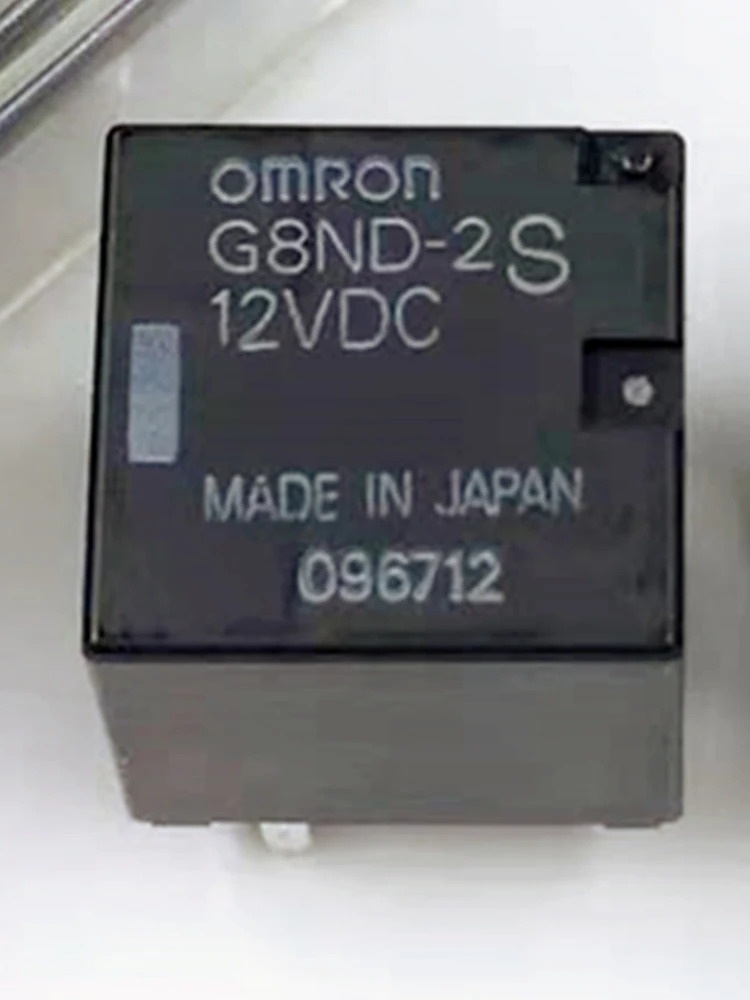 omron
G8ND-2S
12VDC
MADE IN JAPAN
096712